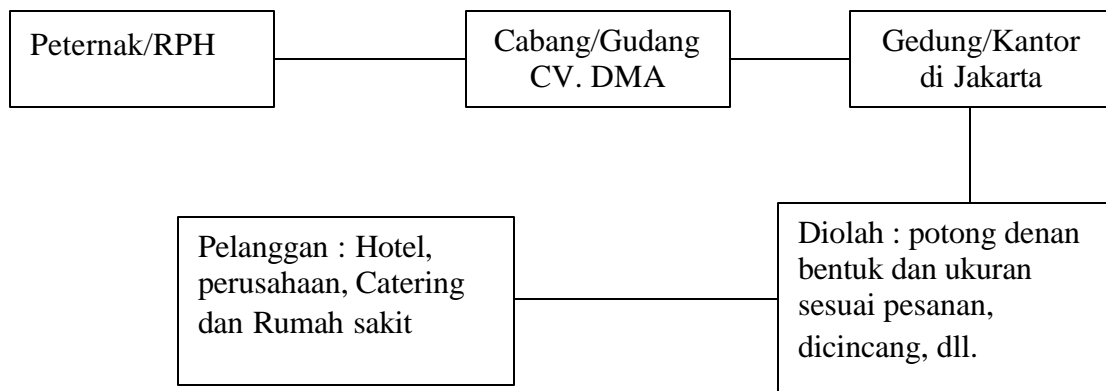 Peternak/RPH
Cabang/Gudang
CV. DMA
Gedung/Kantor
di Jakarta
Diolah : potong denan
bentuk dan ukuran
sesuai pesanan,
dicincang, dll.
Pelanggan : Hotel,
perusahaan, Catering
dan Rumah sakit